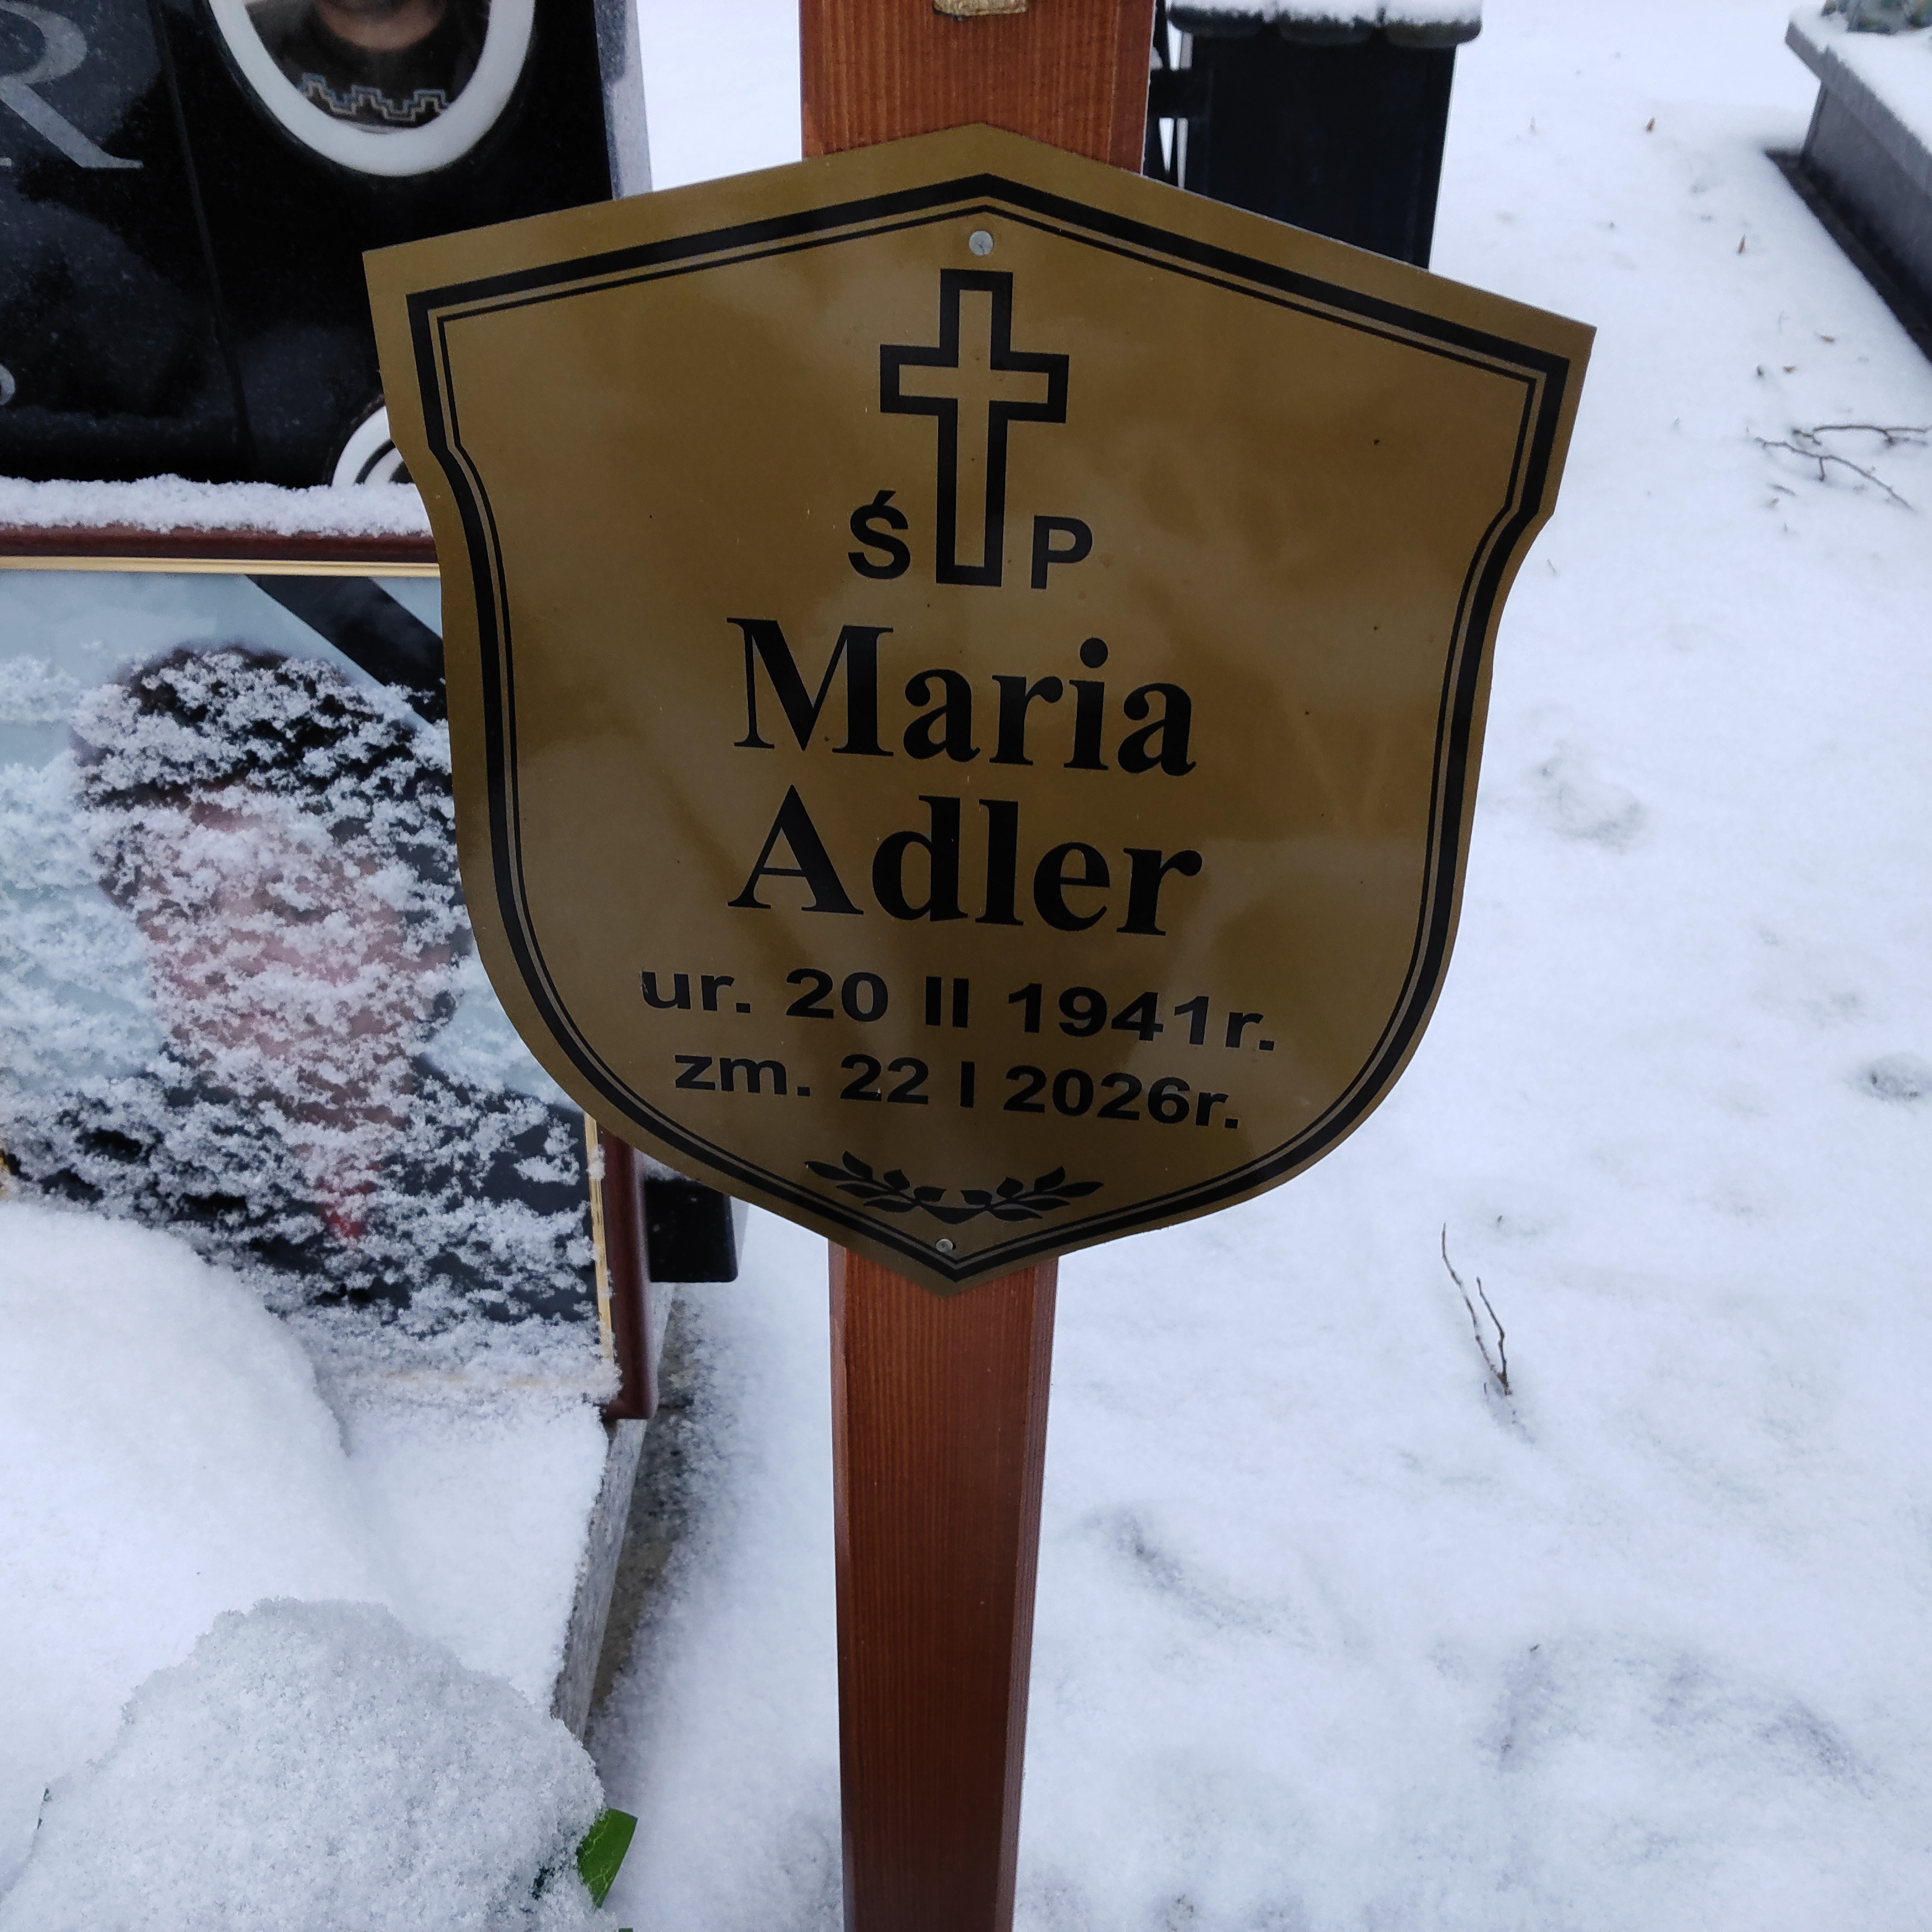 R
Ś P
Maria
Adler
ur. 20 II 1941r.
zm. 22 I 2026r.